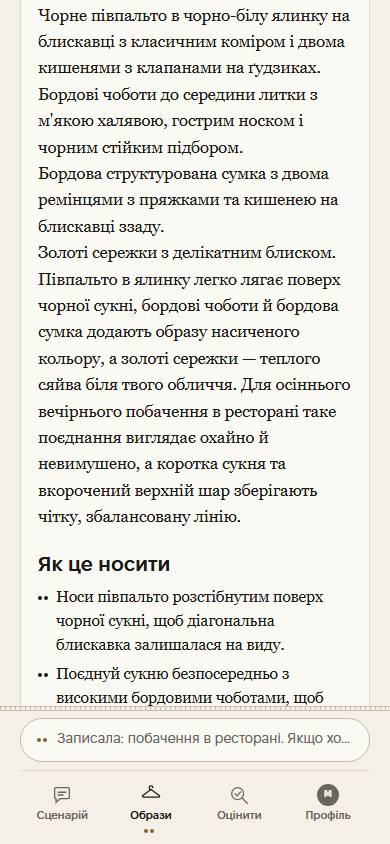 Чорне півпальто в чорно-білу ялинку на
блискавці з класичним коміром і двома
кишенями з клапанами на ґудзиках.
Бордові чоботи до середини литки з
м'якою халявою, гострим носком і
чорним стійким підбором.
Бордова структурована сумка з двома
ремінцями з пряжками та кишенею на
блискавці ззаду.
Золоті сережки з делікатним блиском.
Півпальто в ялинку легко лягає поверх
чорної сукні, бордові чоботи й бордова
сумка додають образу насиченого
кольору, а золоті сережки — теплого
сяйва біля твого обличчя. Для осіннього
вечірнього побачення в ресторані таке
поєднання виглядає охайно й
невимушено, а коротка сукня та
вкорочений верхній шар зберігають
чітку, збалансовану лінію.
Як це носити
Носи півпальто розстібнутим поверх
чорної сукні, щоб діагональна
блискавка залишалася на виду.
Поєднуй сукню безпосередньо з
високими бордовими чоботами, щоб
Записала: побачення в ресторані. Якщо хо...
Сценарій
Образи
Оцінити
М
Профіль